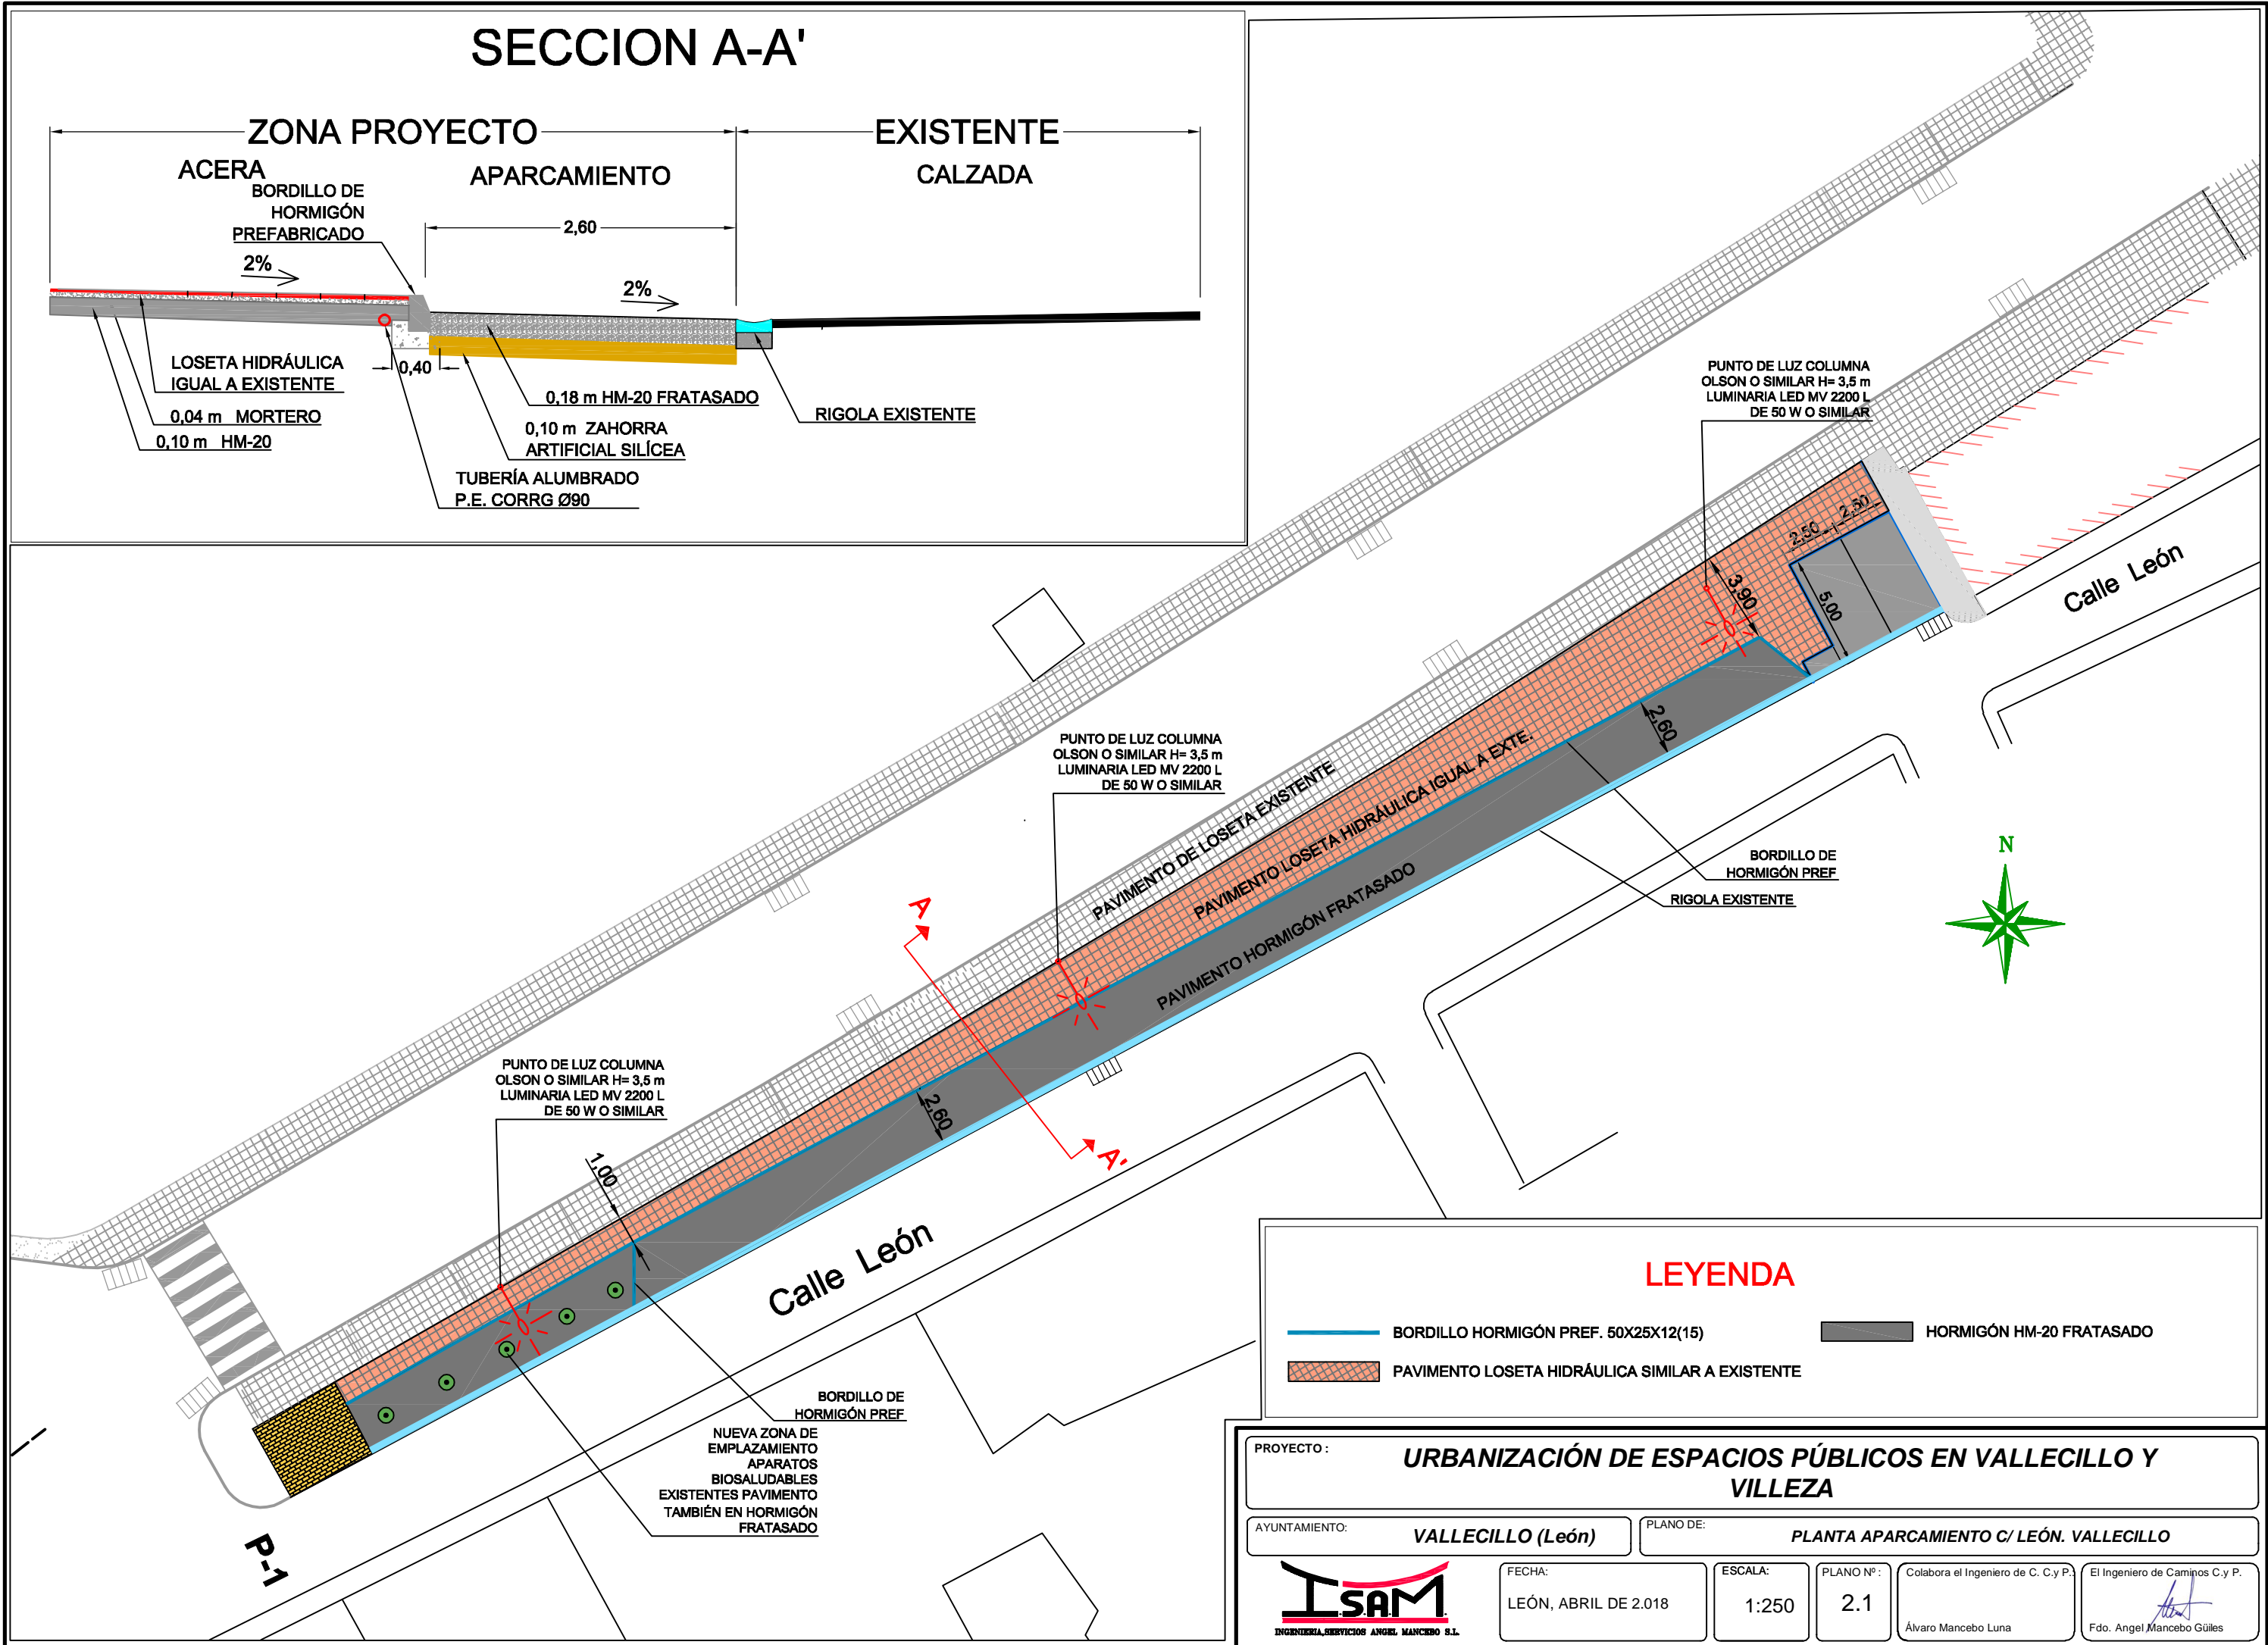 SECCION A-A'
ZONA PROYECTO
EXISTENTE
ACERA
APARCAMIENTO
CALZADA
BORDILLO DE
HORMIGÓN
PREFABRICADO
2,60
2%
2%
LOSETA HIDRÁULICA
IGUAL A EXISTENTE
0,04 m MORTERO
0,10 m HM-20
0,40
0,18 m HM-20 FRATASADO
0,10 m ZAHORRA
ARTIFICIAL SILÍCEA
RIGOLA EXISTENTE
TUBERÍA ALUMBRADO
P.E. CORRG Ø90
PUNTO DE LUZ COLUMNA
OLSON O SIMILAR H= 3,5 m
LUMINARIA LED MV 2200 L
DE 50 W O SIMILAR
2,50
2,50
3,90
5,00
Calle León
PUNTO DE LUZ COLUMNA
OLSON O SIMILAR H= 3,5 m
LUMINARIA LED MV 2200 L
DE 50 W O SIMILAR
2,60
PAVIMENTO DE LOSETA EXISTENTE
PAVIMENTO LOSETA HIDRÁULICA IGUAL A EXTE.
PAVIMENTO HORMIGÓN FRATASADO
BORDILLO DE
HORMIGÓN PREF
RIGOLA EXISTENTE
N
A
A'
PUNTO DE LUZ COLUMNA
OLSON O SIMILAR H= 3,5 m
LUMINARIA LED MV 2200 L
DE 50 W O SIMILAR
2,60
1,00
Calle León
BORDILLO DE
HORMIGÓN PREF
NUEVA ZONA DE
EMPLAZAMIENTO
APARATOS
BIOSALUDABLES
EXISTENTES PAVIMENTO
TAMBIÉN EN HORMIGÓN
FRATASADO
P-1
LEYENDA
BORDILLO HORMIGÓN PREF. 50X25X12(15)
HORMIGÓN HM-20 FRATASADO
PAVIMENTO LOSETA HIDRÁULICA SIMILAR A EXISTENTE
PROYECTO :
URBANIZACIÓN DE ESPACIOS PÚBLICOS EN VALLECILLO Y
VILLEZA
AYUNTAMIENTO:
VALLECILLO (León)
PLANO DE:
PLANTA APARCAMIENTO C/ LEÓN. VALLECILLO
ISAM
INGENIERIA,SERVICIOS ANGEL MANCEBO S.L.
FECHA:
LEÓN, ABRIL DE 2.018
ESCALA:
1:250
PLANO Nº :
2.1
Colabora el Ingeniero de C. C.y P.:
Álvaro Mancebo Luna
El Ingeniero de Caminos C.y P.
Fdo. Angel Mancebo Güiles